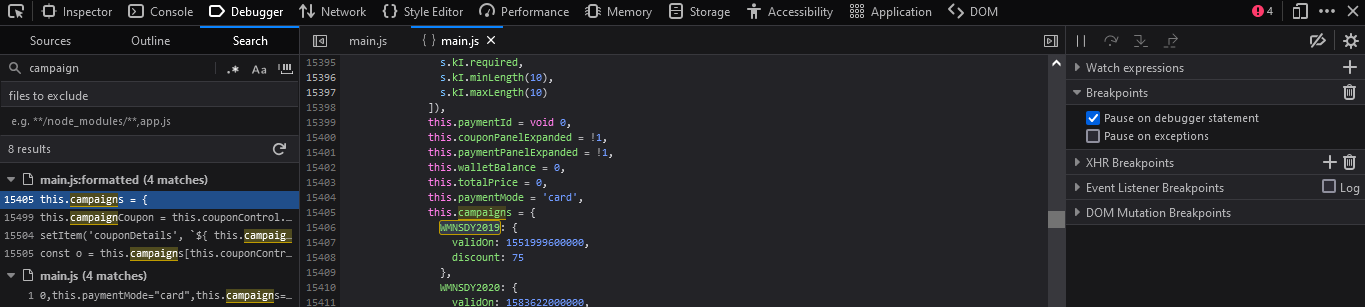 Inspector Console Debugger Network Style Editor Performance Memory Storage Accessibility Application DOM 4
Sources Outline Search
campaign .* Aa
files to exclude
e.g. **/node_modules/**,app.js
8 results
main.js:formatted (4 matches)
15405 this.campaigns = {
15499 this.campaignCoupon = this.couponControl....
15504 setItem('couponDetails', `${ this.campaig...
15505 const o = this.campaigns[this.couponContr...
main.js (4 matches)
1 0,this.paymentMode="card",this.campaigns=...
main.js { } main.js
15395 s.kI.required,
15396 s.kI.minLength(10),
15397 s.kI.maxLength(10)
15398 ]),
15399 this.paymentId = void 0,
15400 this.couponPanelExpanded = !1,
15401 this.paymentPanelExpanded = !1,
15402 this.walletBalance = 0,
15403 this.totalPrice = 0,
15404 this.paymentMode = 'card',
15405 this.campaigns = {
15406 WMNSDY2019: {
15407 validOn: 1551999600000,
15408 discount: 75
15409 },
15410 WMNSDY2020: {
15411 validOn: 1583622000000,
Watch expressions
Breakpoints
Pause on debugger statement
Pause on exceptions
XHR Breakpoints
Event Listener Breakpoints Log
DOM Mutation Breakpoints